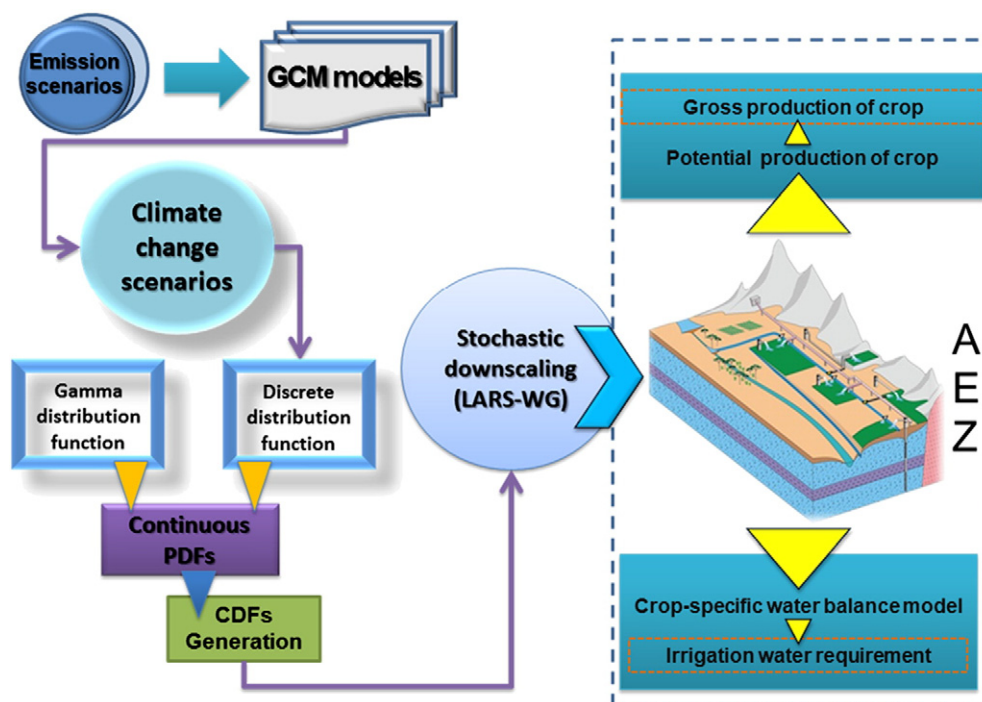 Emission
scenarios
GCM models
Climate
change
scenarios
Gamma
distribution
function
Discrete
distribution
function
Continuous
PDFs
CDFs
Generation
Stochastic
downscaling
(LARS-WG)
Gross production of crop
Potential production of crop
A
E
Z
Crop-specific water balance model
Irrigation water requirement